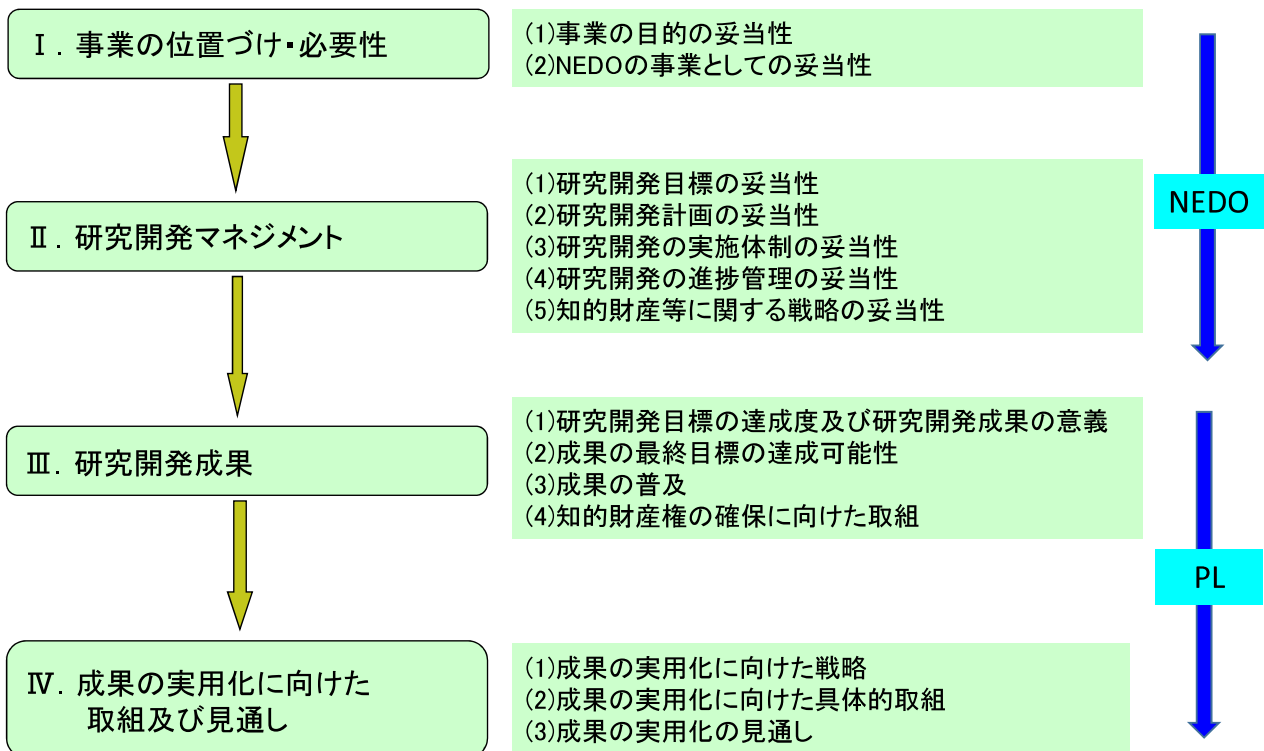 Ⅰ．事業の位置づけ・必要性
(1)事業の目的の妥当性
(2)NEDOの事業としての妥当性
Ⅱ．研究開発マネジメント
(1)研究開発目標の妥当性
(2)研究開発計画の妥当性
(3)研究開発の実施体制の妥当性
(4)研究開発の進捗管理の妥当性
(5)知的財産等に関する戦略の妥当性
NEDO
Ⅲ．研究開発成果
(1)研究開発目標の達成度及び研究開発成果の意義
(2)成果の最終目標の達成可能性
(3)成果の普及
(4)知的財産権の確保に向けた取組
PL
Ⅳ．成果の実用化に向けた
取組及び見通し
(1)成果の実用化に向けた戦略
(2)成果の実用化に向けた具体的取組
(3)成果の実用化の見通し